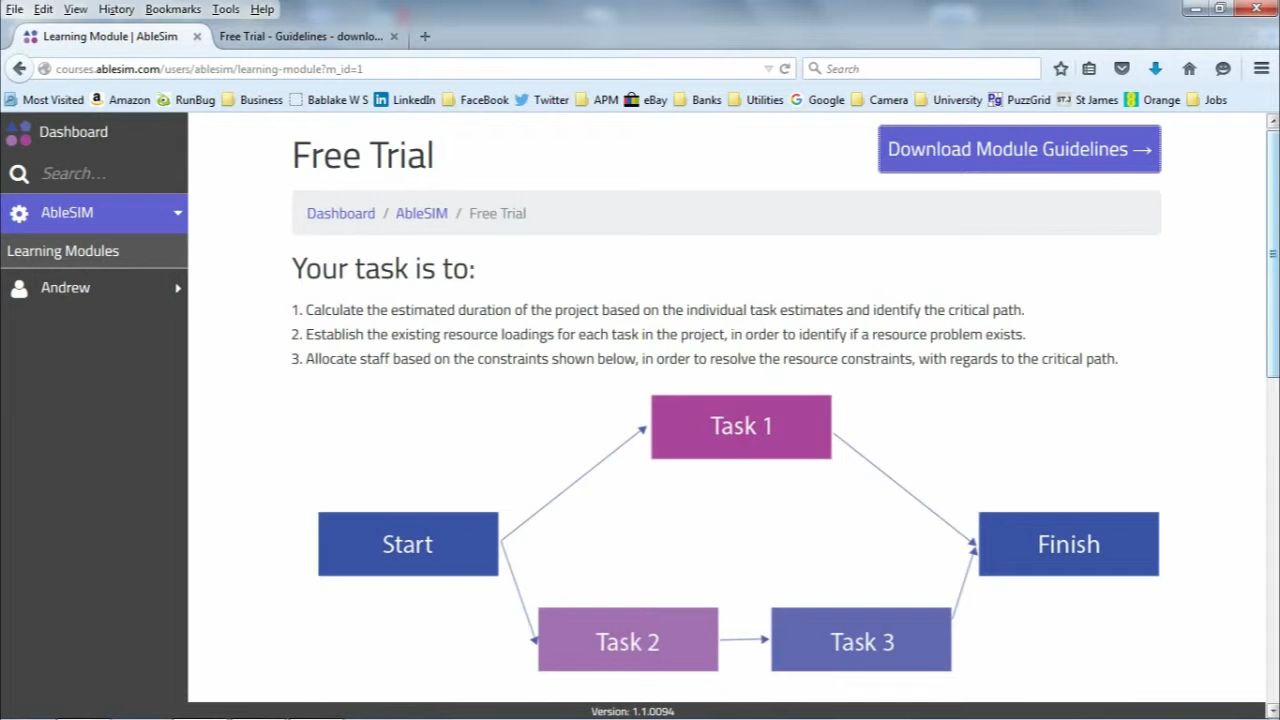 File Edit View History Bookmarks Tools Help
Learning Module | AbleSim Free Trial - Guidelines - downlo...
courses.ablesim.com/users/ablesim/learning-module?m_id=1 Search
Most Visited Amazon RunBug Business Bablake W S LinkedIn FaceBook Twitter APM eBay Banks Utilities Google Camera University PuzzGrid St James Orange Jobs
Dashboard
Search...
AbleSIM
Learning Modules
Andrew
Free Trial
Download Module Guidelines →
Dashboard / AbleSIM / Free Trial
Your task is to:
1. Calculate the estimated duration of the project based on the individual task estimates and identify the critical path.
2. Establish the existing resource loadings for each task in the project, in order to identify if a resource problem exists.
3. Allocate staff based on the constraints shown below, in order to resolve the resource constraints, with regards to the critical path.
Task 1
Start
Finish
Task 2
Task 3
Version: 1.1.0094